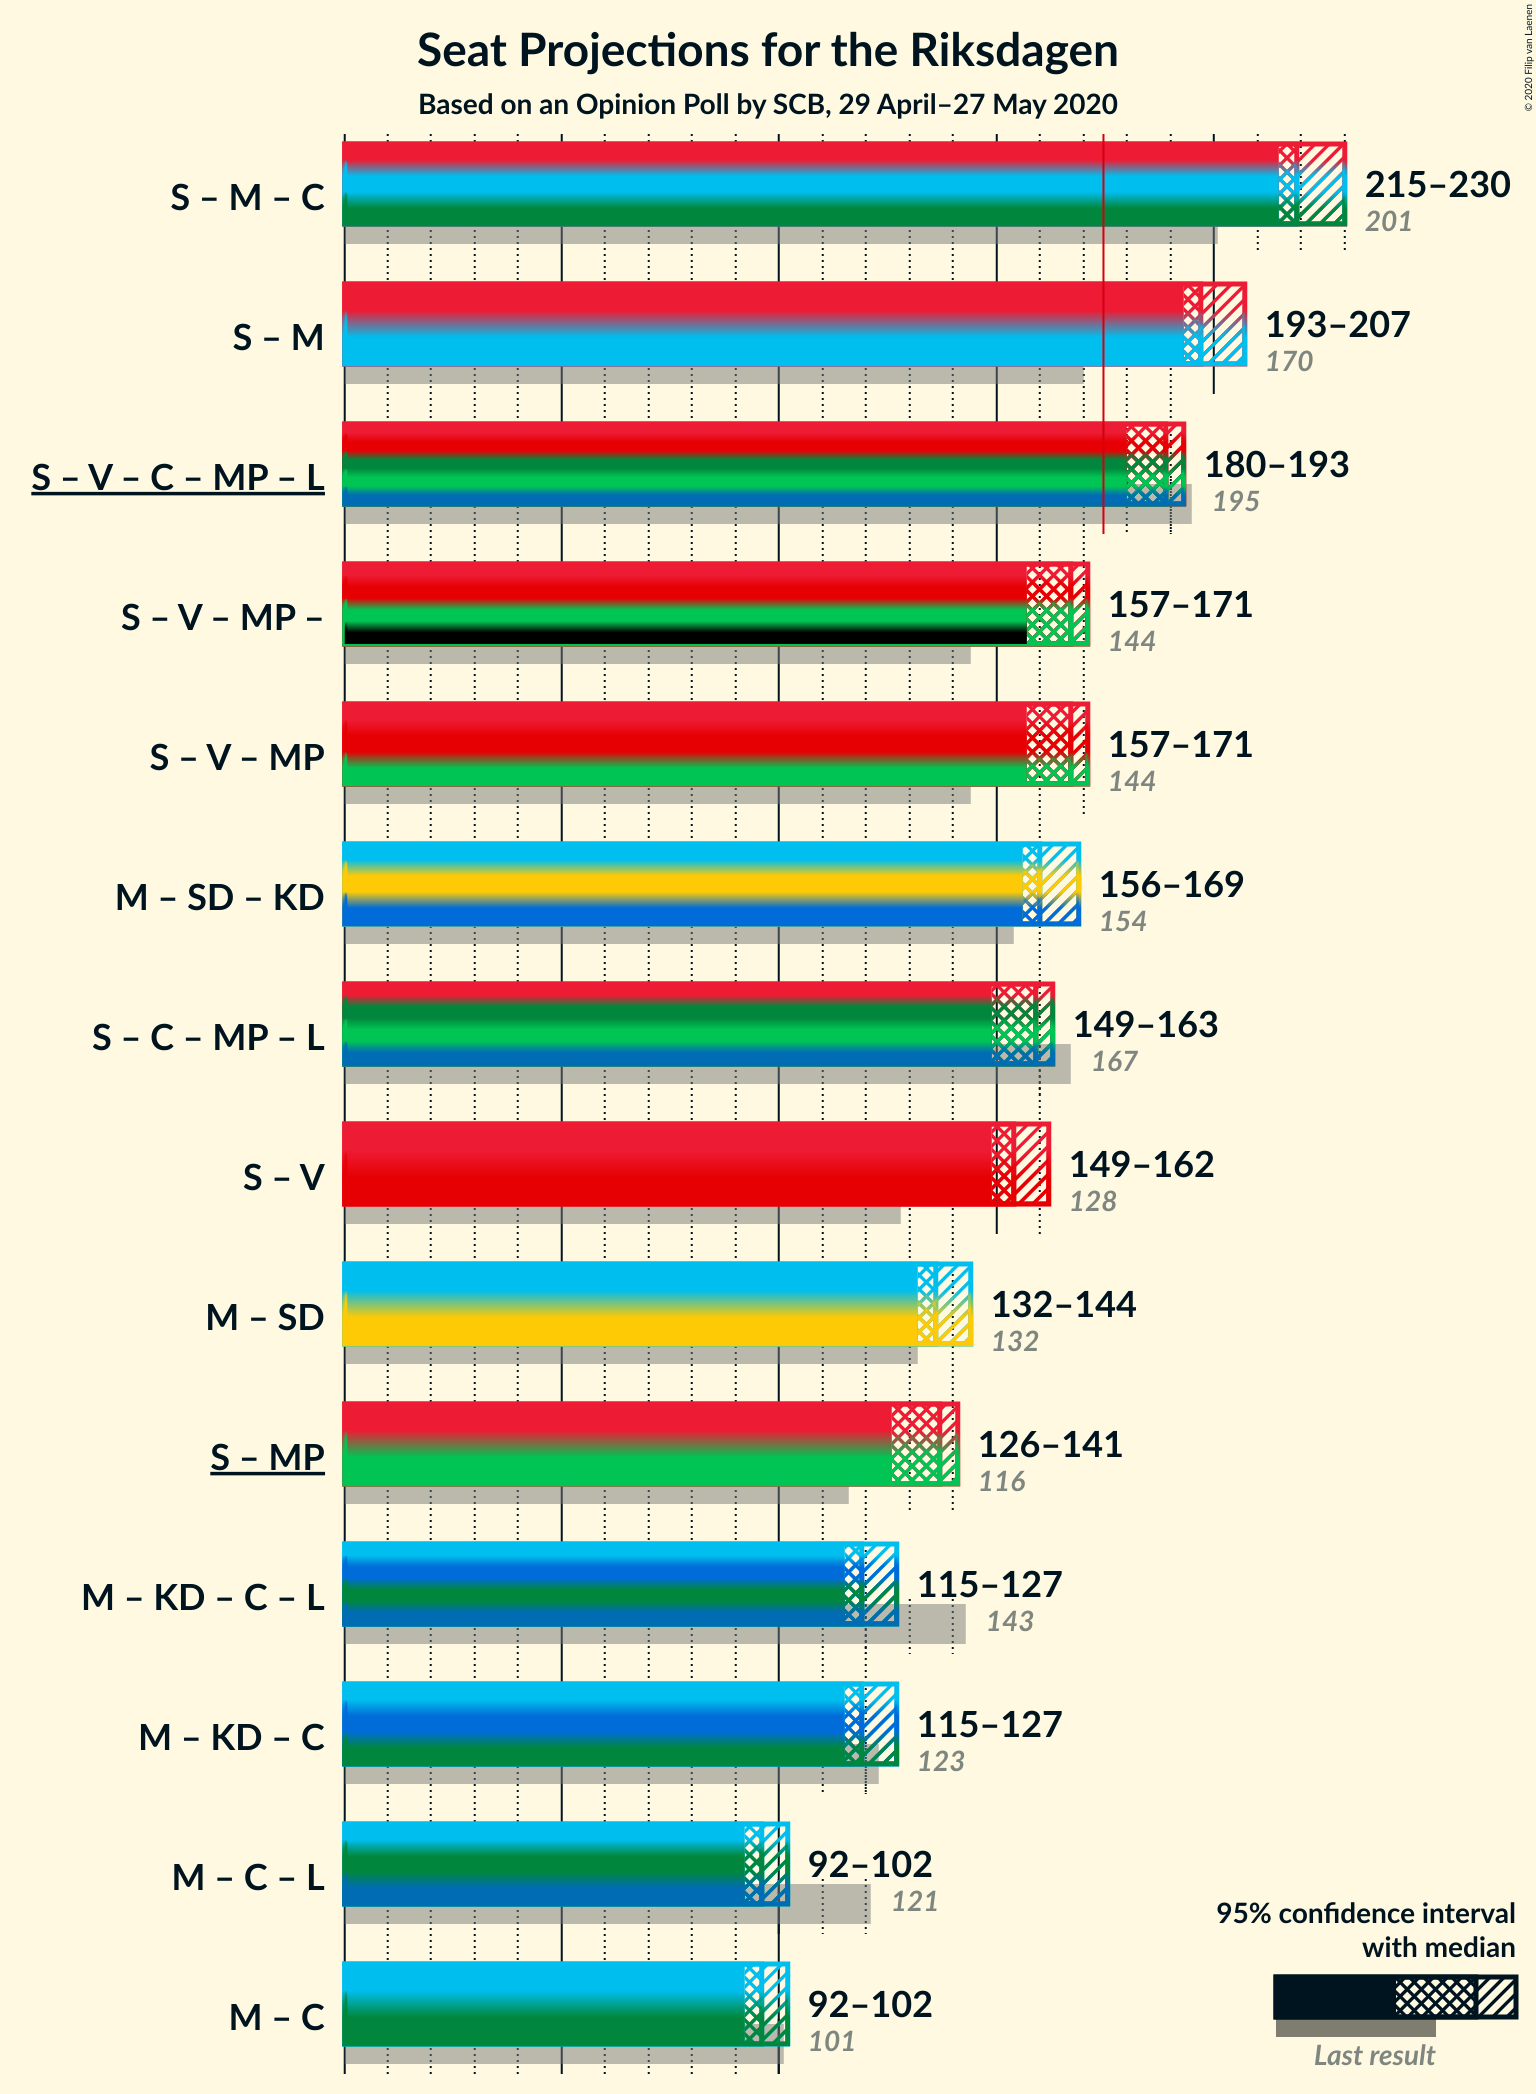 © 2020 Filip van Laenen
Seat Projections for the Riksdagen
Based on an Opinion Poll by SCB, 29 April–27 May 2020
S – M – C
215–230
201
S – M
193–207
170
S – V – C – MP – L
180–193
195
S – V – MP –
157–171
144
S – V – MP
157–171
144
M – SD – KD
156–169
154
S – C – MP – L
149–163
167
S – V
149–162
128
M – SD
132–144
132
S – MP
126–141
116
M – KD – C – L
115–127
143
M – KD – C
115–127
123
M – C – L
92–102
121
M – C
92–102
101
95% confidence interval
with median
Last result